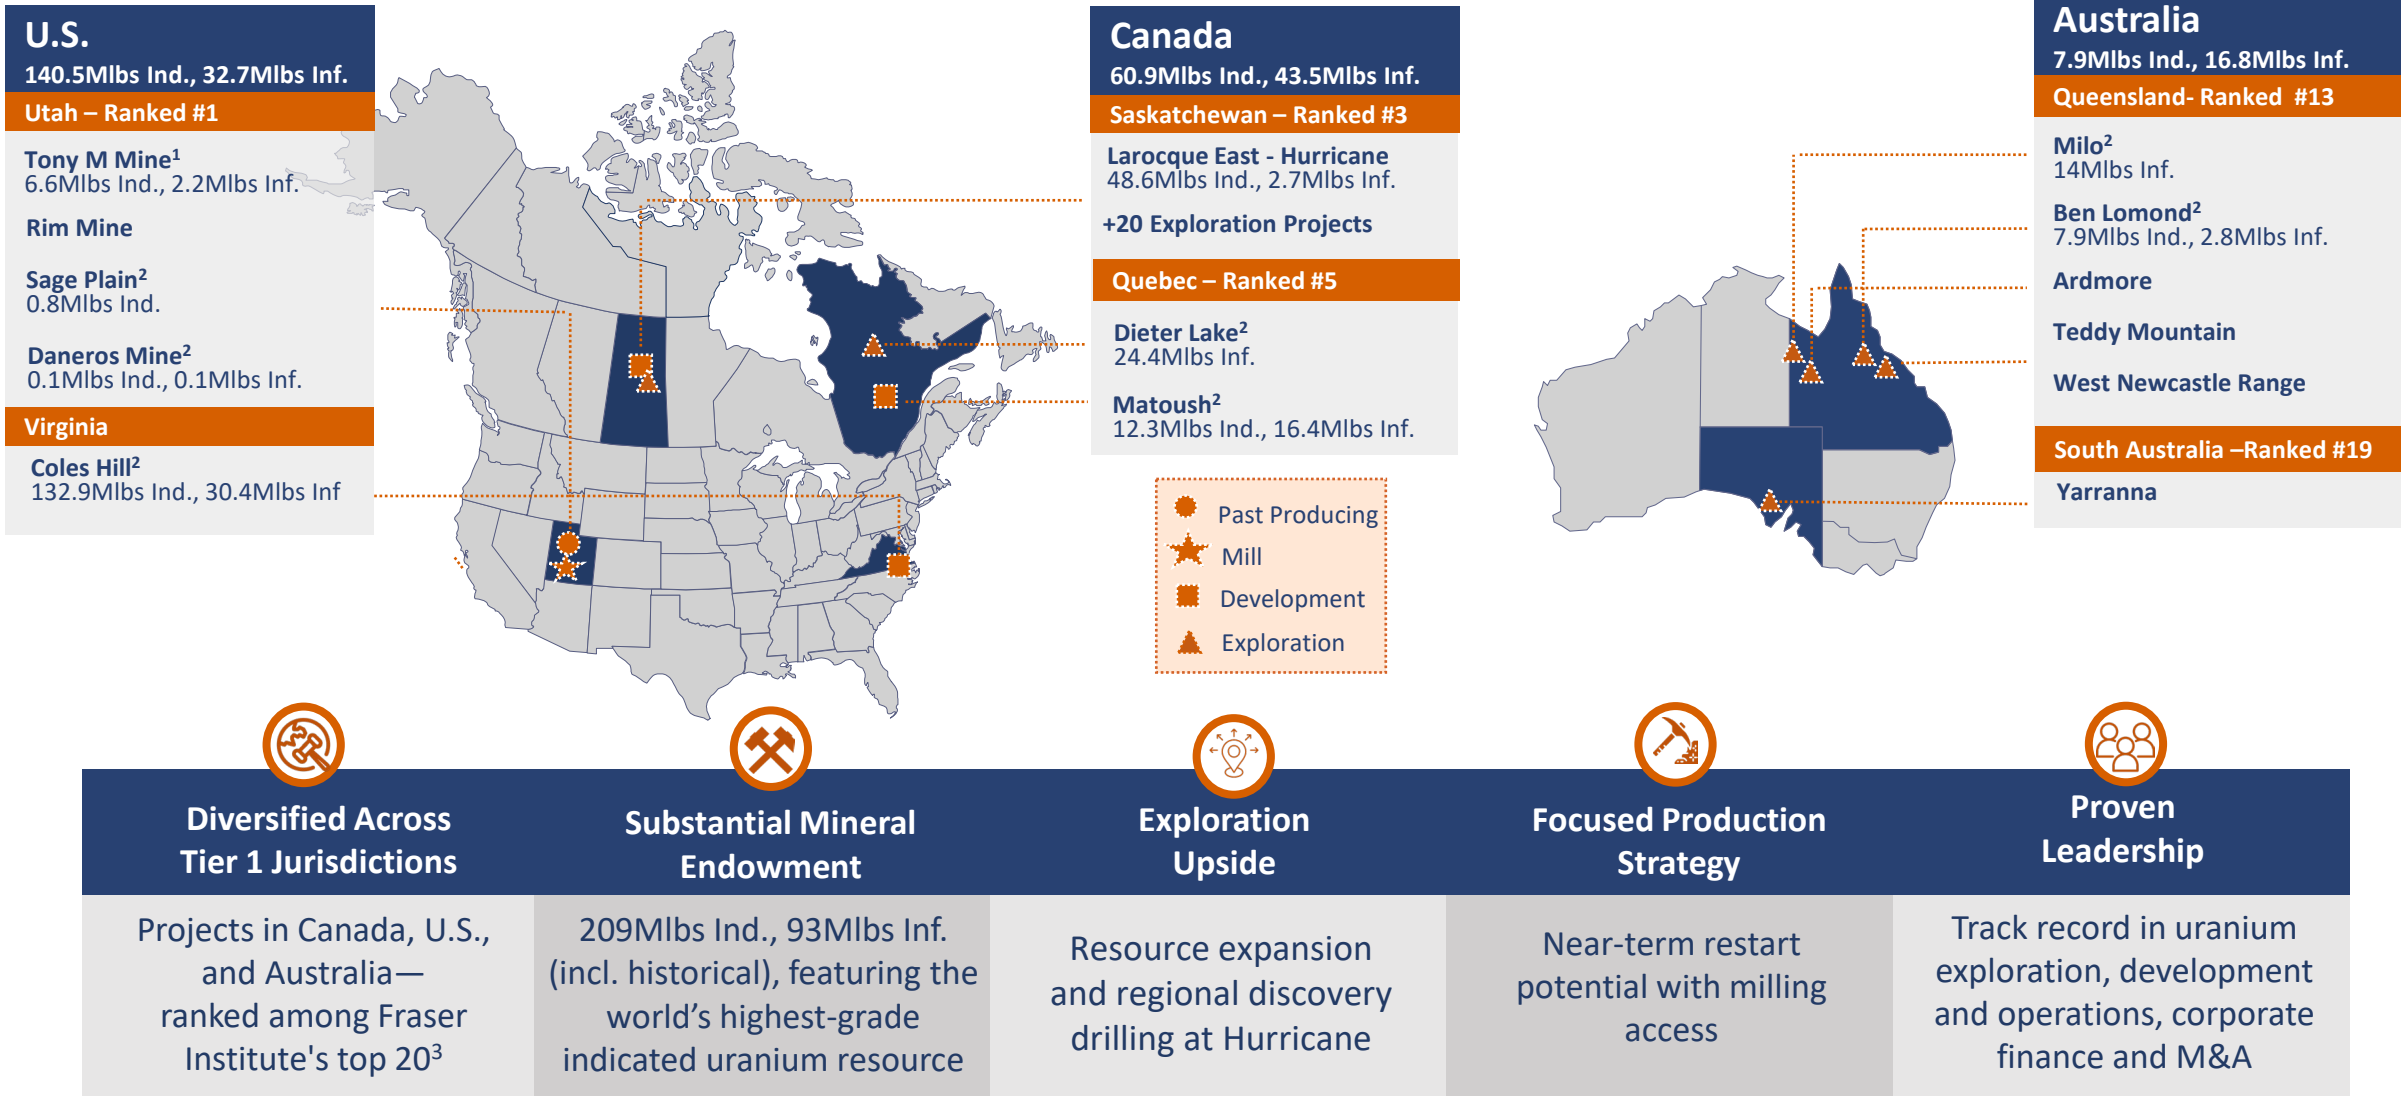 U.S.
140.5Mlbs Ind., 32.7Mlbs Inf.
Utah – Ranked #1
Tony M Mine¹
6.6Mlbs Ind., 2.2Mlbs Inf.
Rim Mine
Sage Plain²
0.8Mlbs Ind.
Daneros Mine²
0.1Mlbs Ind., 0.1Mlbs Inf.
Virginia
Coles Hill²
132.9Mlbs Ind., 30.4Mlbs Inf
Canada
60.9Mlbs Ind., 43.5Mlbs Inf.
Saskatchewan – Ranked #3
Larocque East - Hurricane
48.6Mlbs Ind., 2.7Mlbs Inf.
+20 Exploration Projects
Quebec – Ranked #5
Dieter Lake²
24.4Mlbs Inf.
Matoush²
12.3Mlbs Ind., 16.4Mlbs Inf.
Past Producing
Mill
Development
Exploration
Australia
7.9Mlbs Ind., 16.8Mlbs Inf.
Queensland- Ranked #13
Milo²
14Mlbs Inf.
Ben Lomond²
7.9Mlbs Ind., 2.8Mlbs Inf.
Ardmore
Teddy Mountain
West Newcastle Range
South Australia –Ranked #19
Yarranna
Diversified Across
Tier 1 Jurisdictions
Projects in Canada, U.S.,
and Australia—
ranked among Fraser
Institute's top 20³
Substantial Mineral
Endowment
209Mlbs Ind., 93Mlbs Inf.
(incl. historical), featuring the
world’s highest-grade
indicated uranium resource
Exploration
Upside
Resource expansion
and regional discovery
drilling at Hurricane
Focused Production
Strategy
Near-term restart
potential with milling
access
Proven
Leadership
Track record in uranium
exploration, development
and operations, corporate
finance and M&A